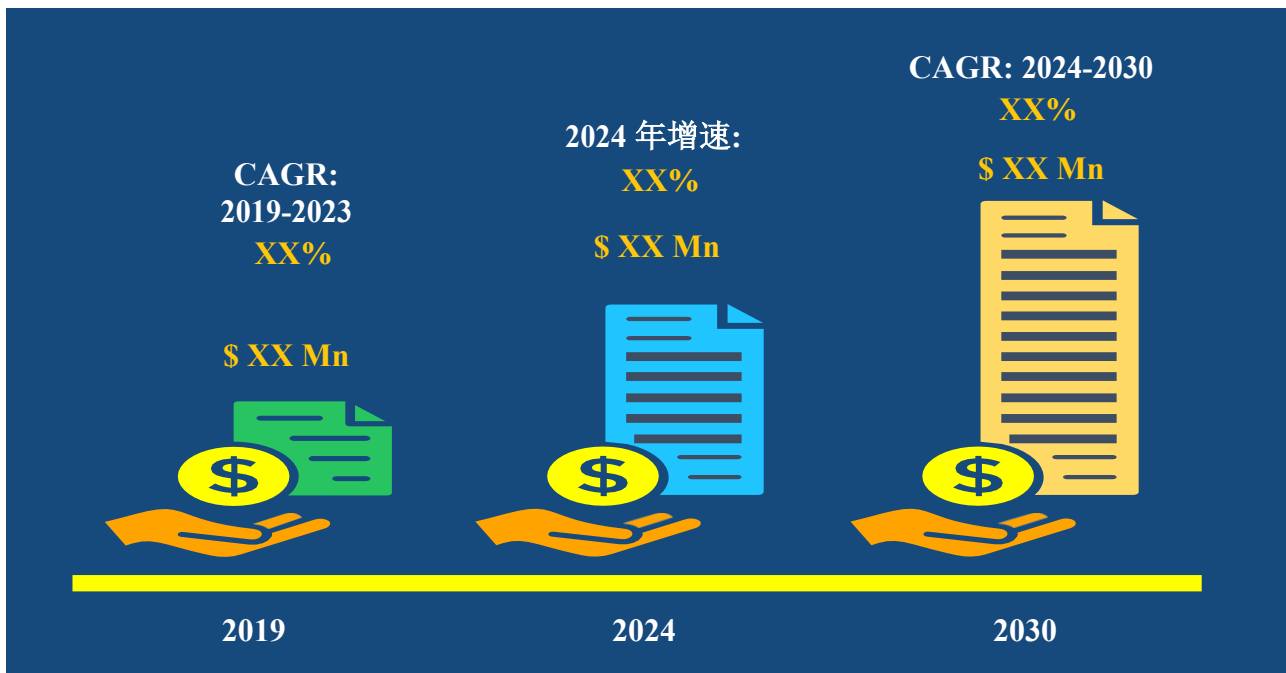 CAGR:
2019-2023
XX%
$ XX Mn
$
2019
2024 年增速:
XX%
$ XX Mn
$
2024
CAGR: 2024-2030
XX%
$ XX Mn
$
2030